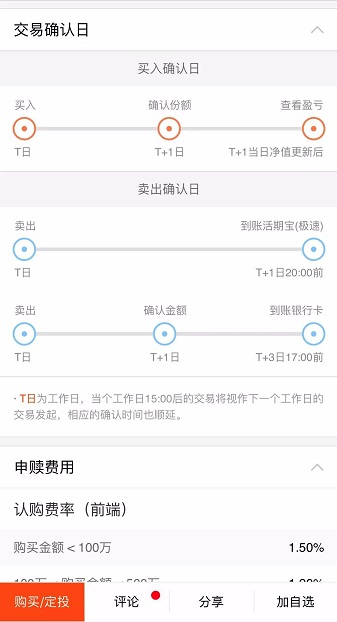 交易确认日
买入确认日
买入 确认份额 查看盈亏
T日 T+1日 T+1当日净值更新后
卖出确认日
卖出 到账活期宝(极速)
T日 T+1日20:00前
卖出 确认金额 到账银行卡
T日 T+1日 T+3日17:00前
· T日为工作日，当个工作日15:00后的交易将视作下一个工作日的
交易发起，相应的确认时间也顺延。
申赎费用
认购费率（前端）
购买金额 < 100万 1.50%
购买/定投 评论 分享 加自选